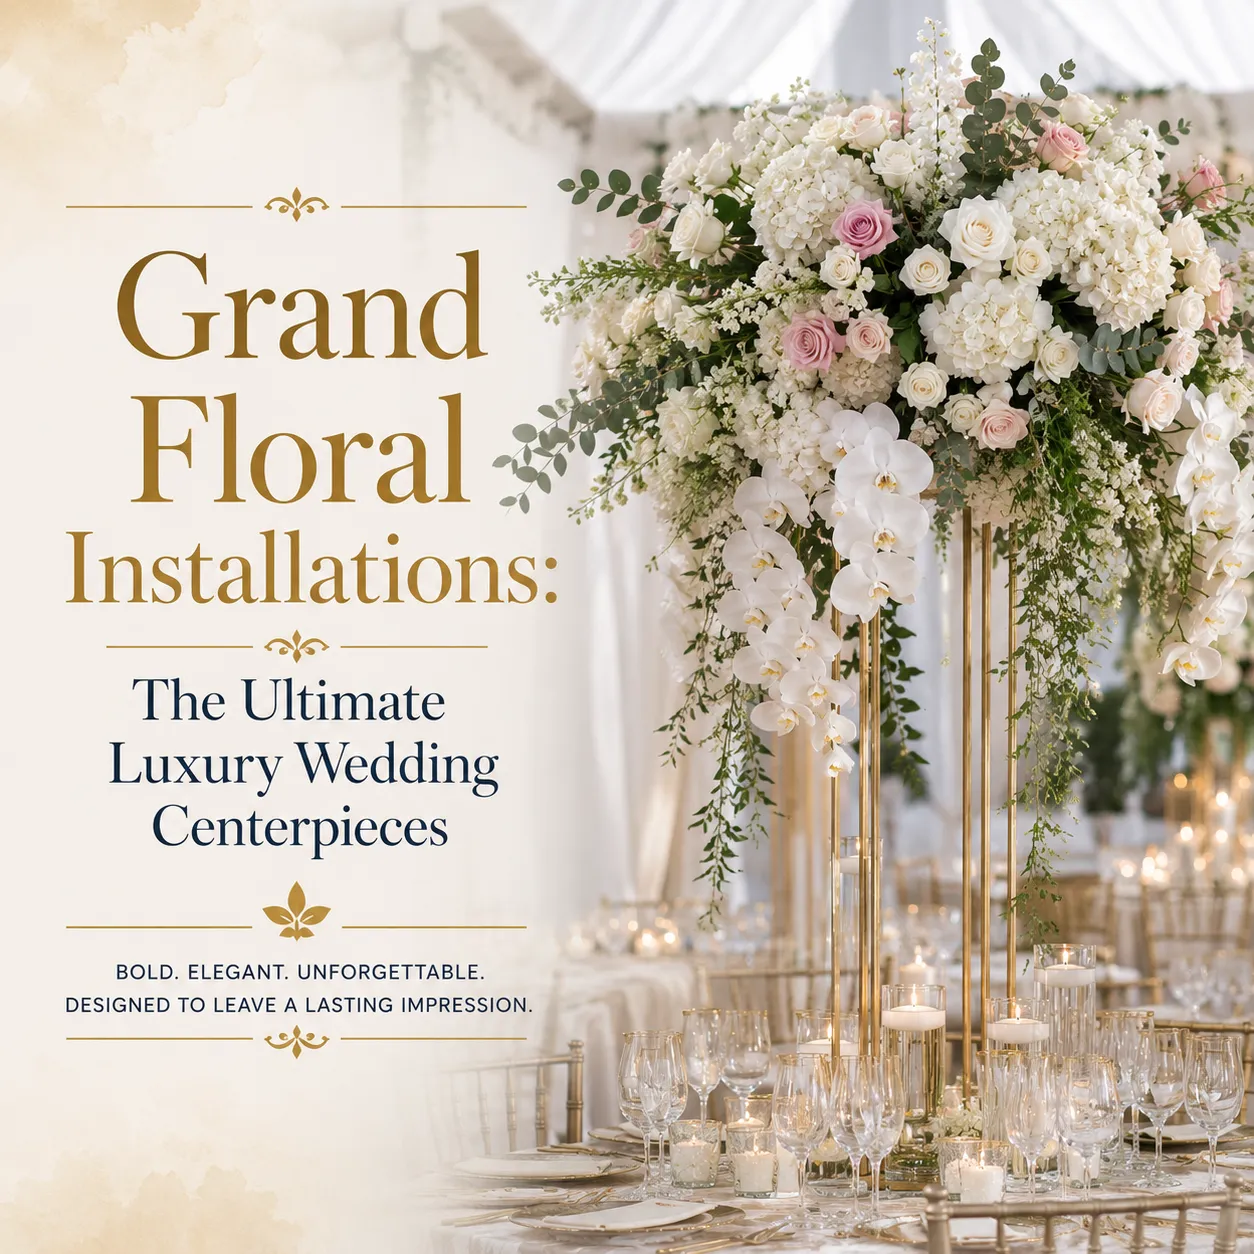 Grand
Floral
Installations:
The Ultimate
Luxury Wedding
Centerpieces
BOLD. ELEGANT. UNFORGETTABLE.
DESIGNED TO LEAVE A LASTING IMPRESSION.